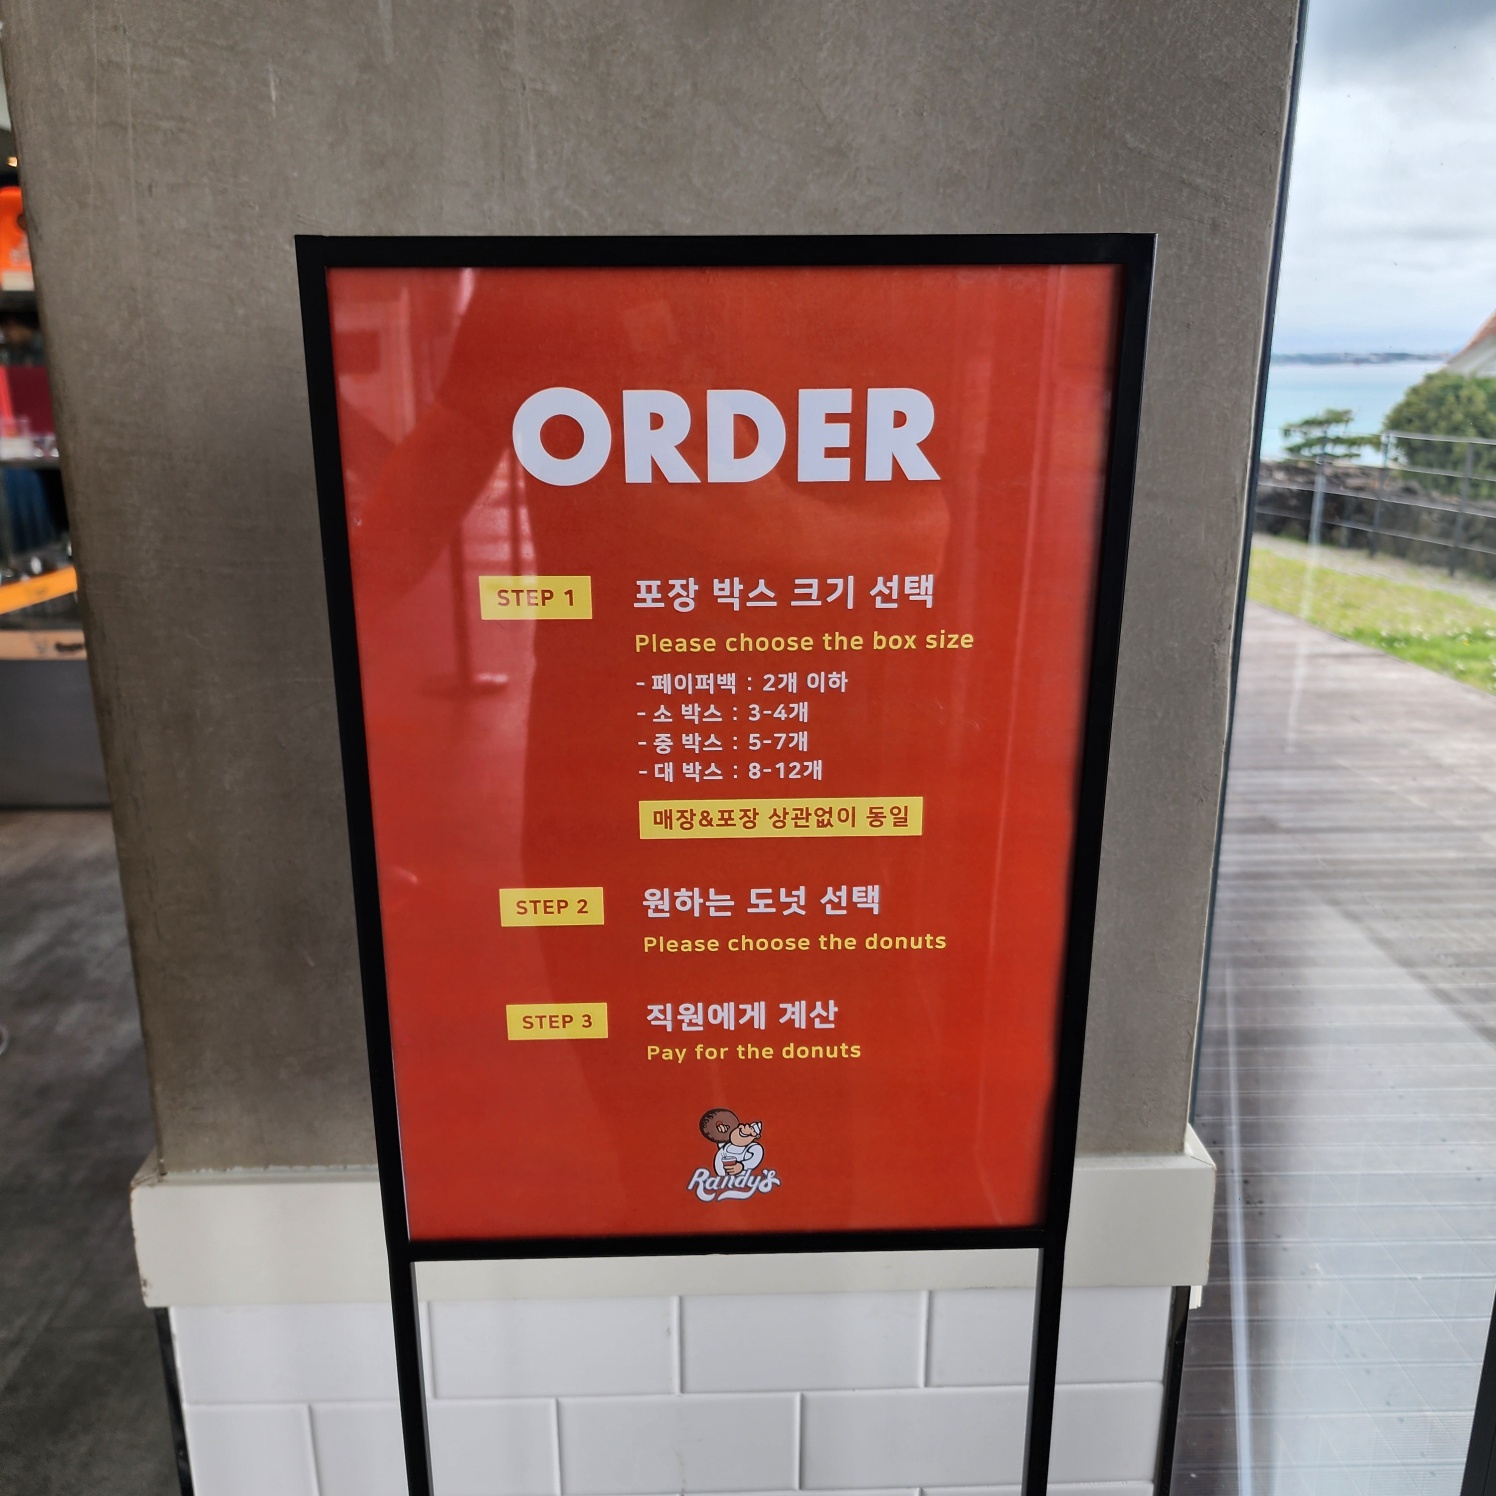 ORDER
STEP 1
포장 박스 크기 선택
Please choose the box size
- 페이퍼백 : 2개 이하
- 소 박스 : 3-4개
- 중 박스 : 5-7개
- 대 박스 : 8-12개
매장&포장 상관없이 동일
STEP 2
원하는 도넛 선택
Please choose the donuts
STEP 3
직원에게 계산
Pay for the donuts
Randy's